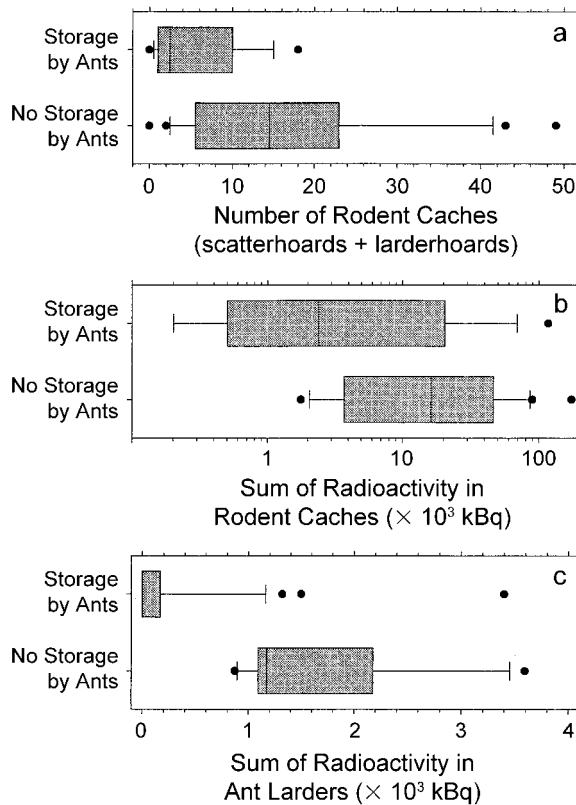 a
Storage
by Ants
No Storage
by Ants
0 10 20 30 40 50
Number of Rodent Caches
(scatterhoards + larderhoards)
b
Storage
by Ants
No Storage
by Ants
1 10 100
Sum of Radioactivity in
Rodent Caches (× 10³ kBq)
c
Storage
by Ants
No Storage
by Ants
0 1 2 3 4
Sum of Radioactivity in
Ant Larders (× 10³ kBq)